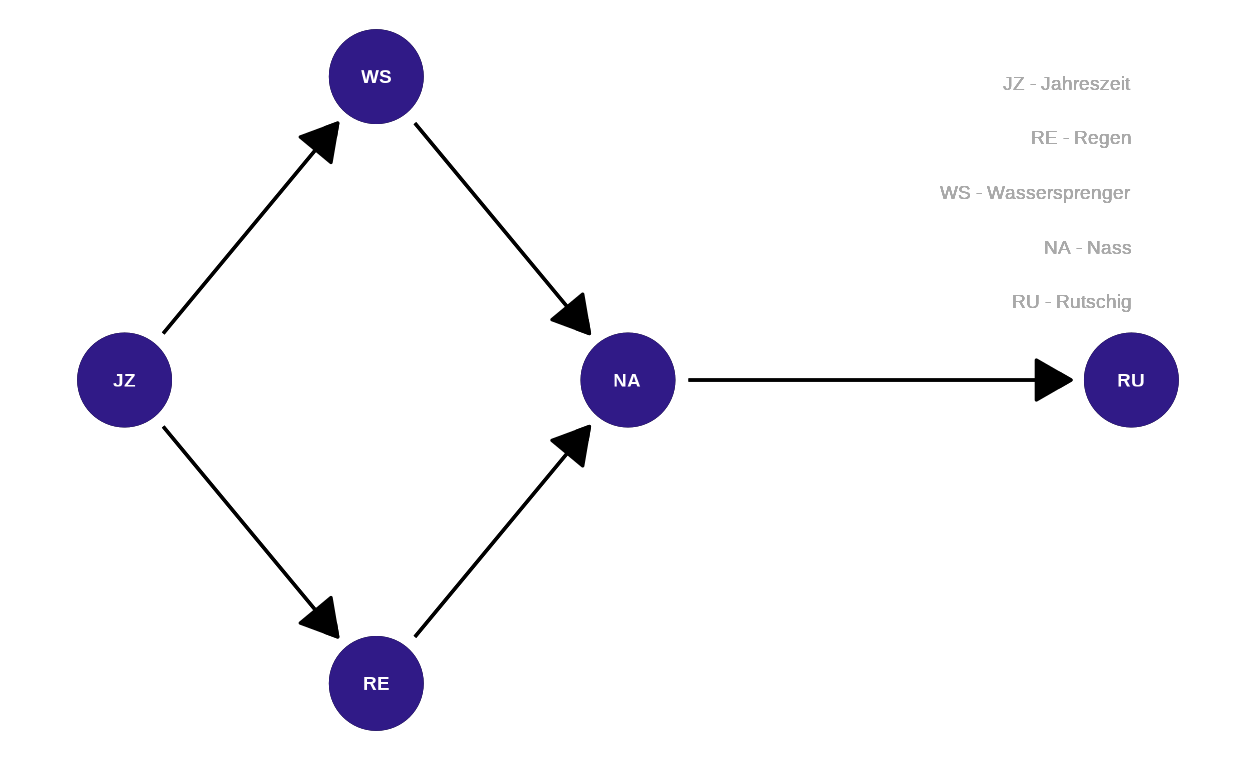 WS
JZ - Jahreszeit
RE - Regen
WS - Wassersprenger
NA - Nass
RU - Rutschig
JZ
NA
RU
RE